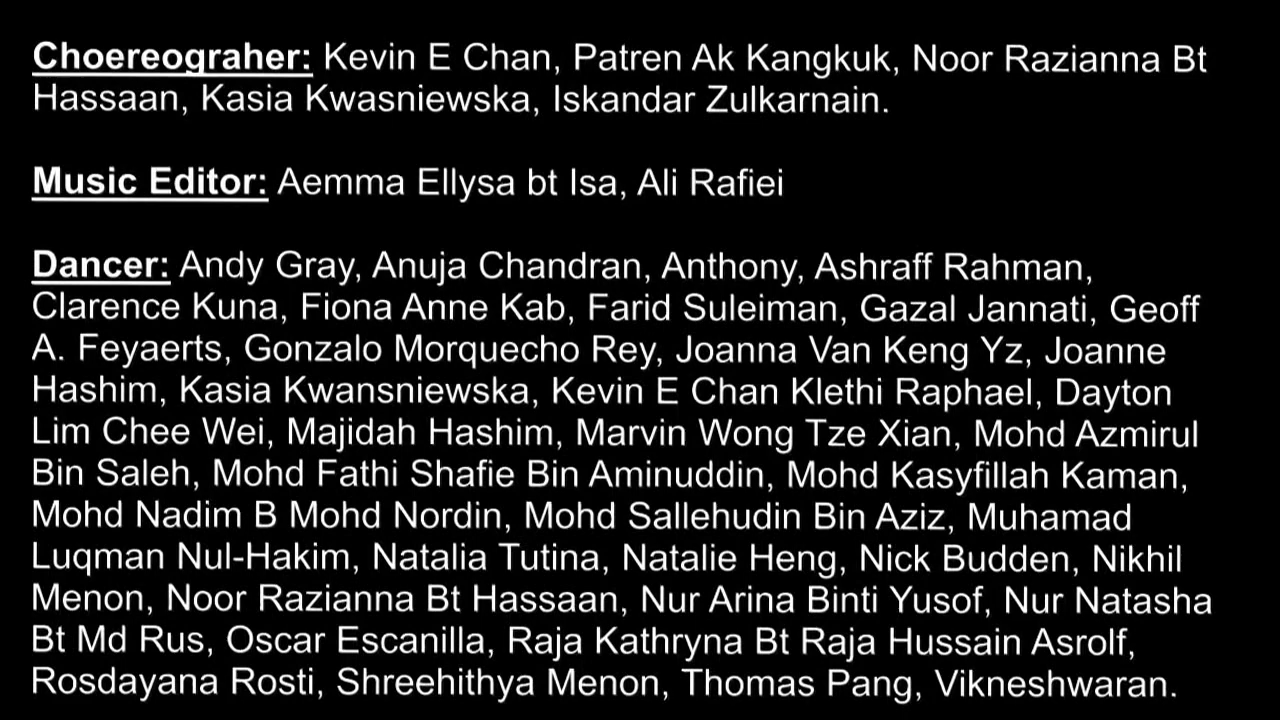 Choereograher: Kevin E Chan, Patren Ak Kangkuk, Noor Razianna Bt
Hassaan, Kasia Kwasniewska, Iskandar Zulkarnain.
Music Editor: Aemma Ellysa bt Isa, Ali Rafiei
Dancer: Andy Gray, Anuja Chandran, Anthony, Ashraff Rahman,
Clarence Kuna, Fiona Anne Kab, Farid Suleiman, Gazal Jannati, Geoff
A. Feyaerts, Gonzalo Morquecho Rey, Joanna Van Keng Yz, Joanne
Hashim, Kasia Kwansniewska, Kevin E Chan Klethi Raphael, Dayton
Lim Chee Wei, Majidah Hashim, Marvin Wong Tze Xian, Mohd Azmirul
Bin Saleh, Mohd Fathi Shafie Bin Aminuddin, Mohd Kasyfillah Kaman,
Mohd Nadim B Mohd Nordin, Mohd Sallehudin Bin Aziz, Muhamad
Luqman Nul-Hakim, Natalia Tutina, Natalie Heng, Nick Budden, Nikhil
Menon, Noor Razianna Bt Hassaan, Nur Arina Binti Yusof, Nur Natasha
Bt Md Rus, Oscar Escanilla, Raja Kathryna Bt Raja Hussain Asrolf,
Rosdayana Rosti, Shreehithya Menon, Thomas Pang, Vikneshwaran.